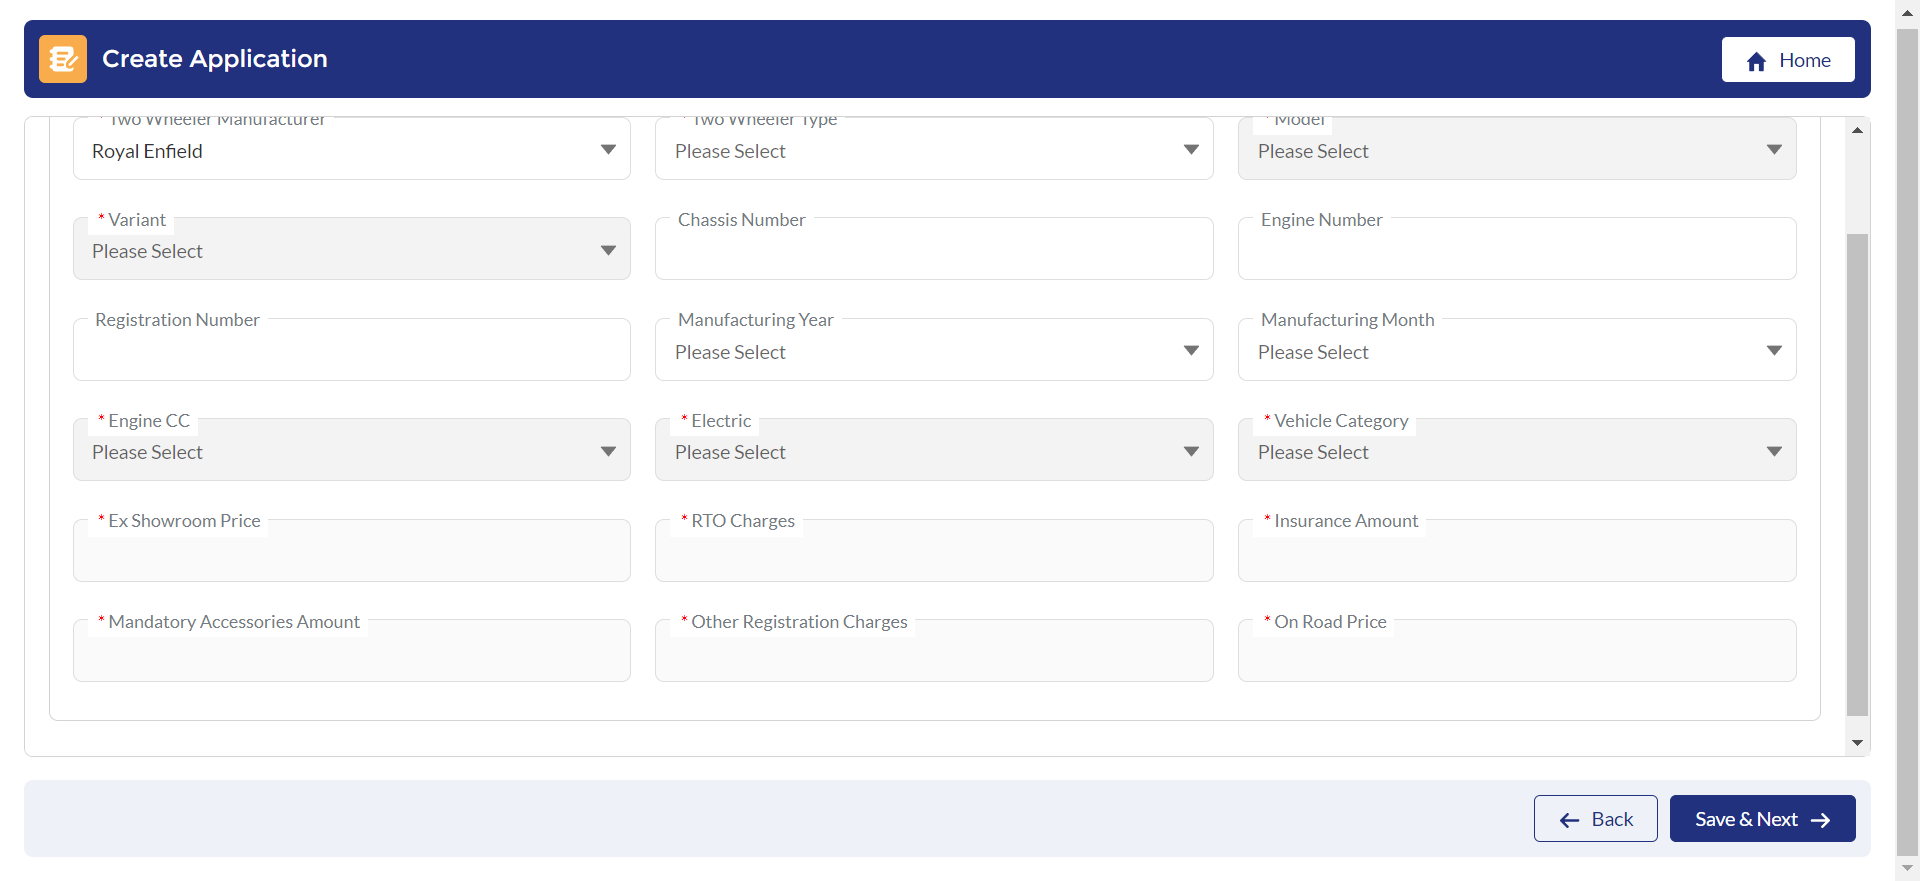 Create Application
Home
* Two Wheeler Manufacturer
Royal Enfield
* Two Wheeler Type
Please Select
* Model
Please Select
* Variant
Please Select
Chassis Number
Engine Number
Registration Number
Manufacturing Year
Please Select
Manufacturing Month
Please Select
* Engine CC
Please Select
* Electric
Please Select
* Vehicle Category
Please Select
* Ex Showroom Price
* RTO Charges
* Insurance Amount
* Mandatory Accessories Amount
* Other Registration Charges
* On Road Price
Back
Save & Next